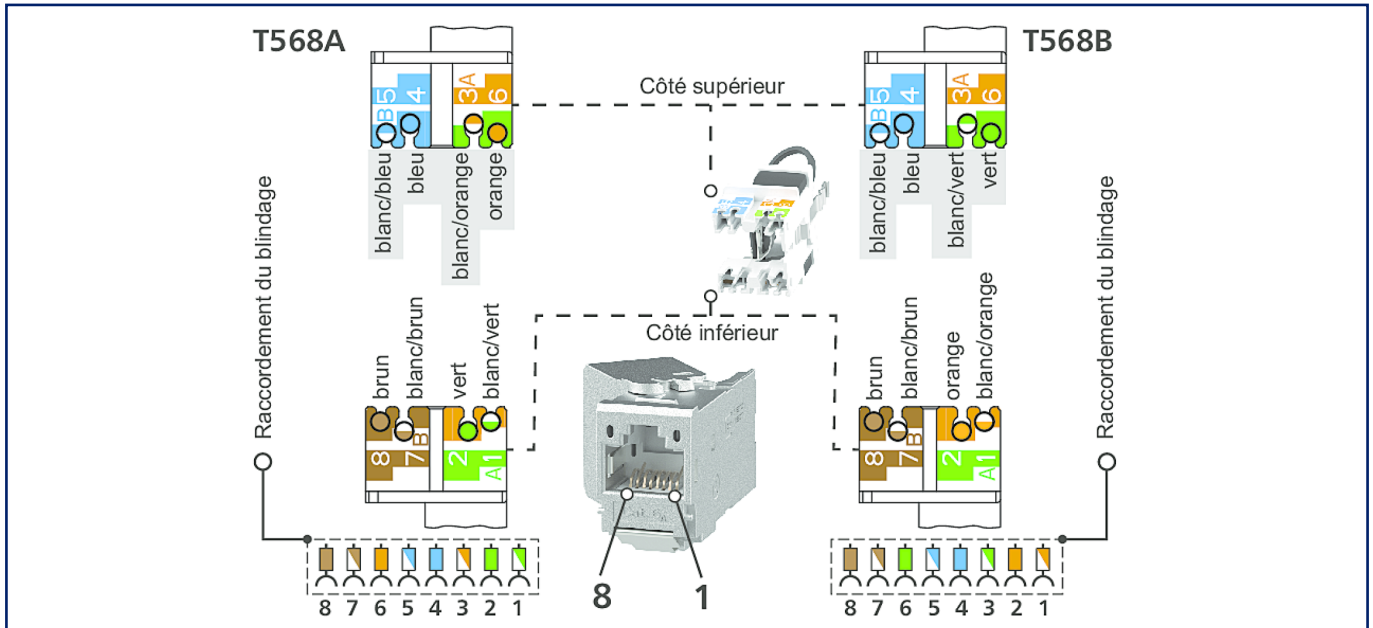 T568A
T568B
Côté supérieur
B5
4
3A
6
B5
4
3A
6
blanc/bleu
bleu
blanc/orange
orange
blanc/bleu
bleu
blanc/vert
vert
Raccordement du blindage
Raccordement du blindage
Côté inférieur
brun
blanc/brun
vert
blanc/vert
brun
blanc/brun
orange
blanc/orange
8
7B
2
A1
8
7B
2
A1
8 7 6 5 4 3 2 1
8 1
8 7 6 5 4 3 2 1